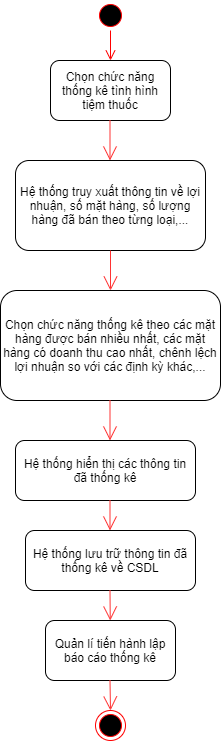 Chọn chức năng
thống kê tình hình
tiệm thuốc
Hệ thống truy xuất thông tin về lợi
nhuận, số mặt hàng, số lượng
hàng đã bán theo từng loại,...
Chọn chức năng thống kê theo các mặt
hàng được bán nhiều nhất, các mặt
hàng có doanh thu cao nhất, chênh lệch
lợi nhuận so với các định kỳ khác,...
Hệ thống hiển thị các thông tin
đã thống kê
Hệ thống lưu trữ thông tin đã
thống kê về CSDL
Quản lí tiến hành lập
báo cáo thống kê